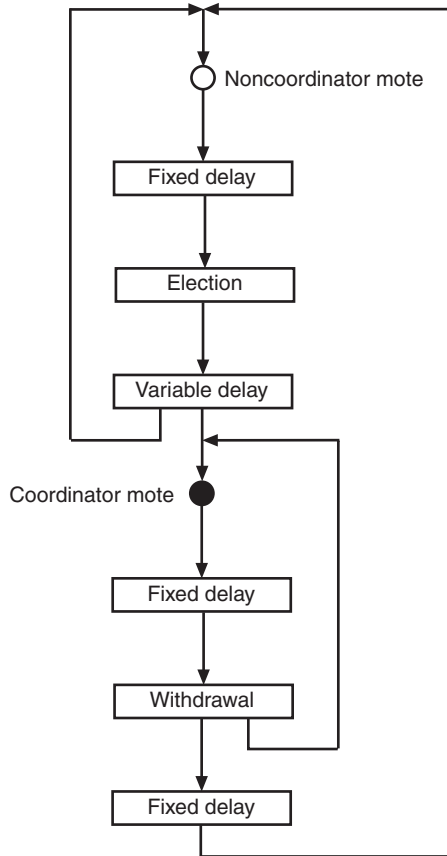 Noncoordinator mote
Fixed delay
Election
Variable delay
Coordinator mote
Fixed delay
Withdrawal
Fixed delay